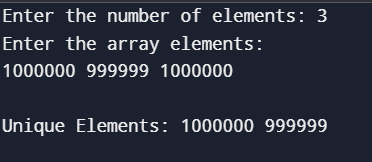 Enter the number of elements: 3
Enter the array elements:
1000000 999999 1000000
Unique Elements: 1000000 999999